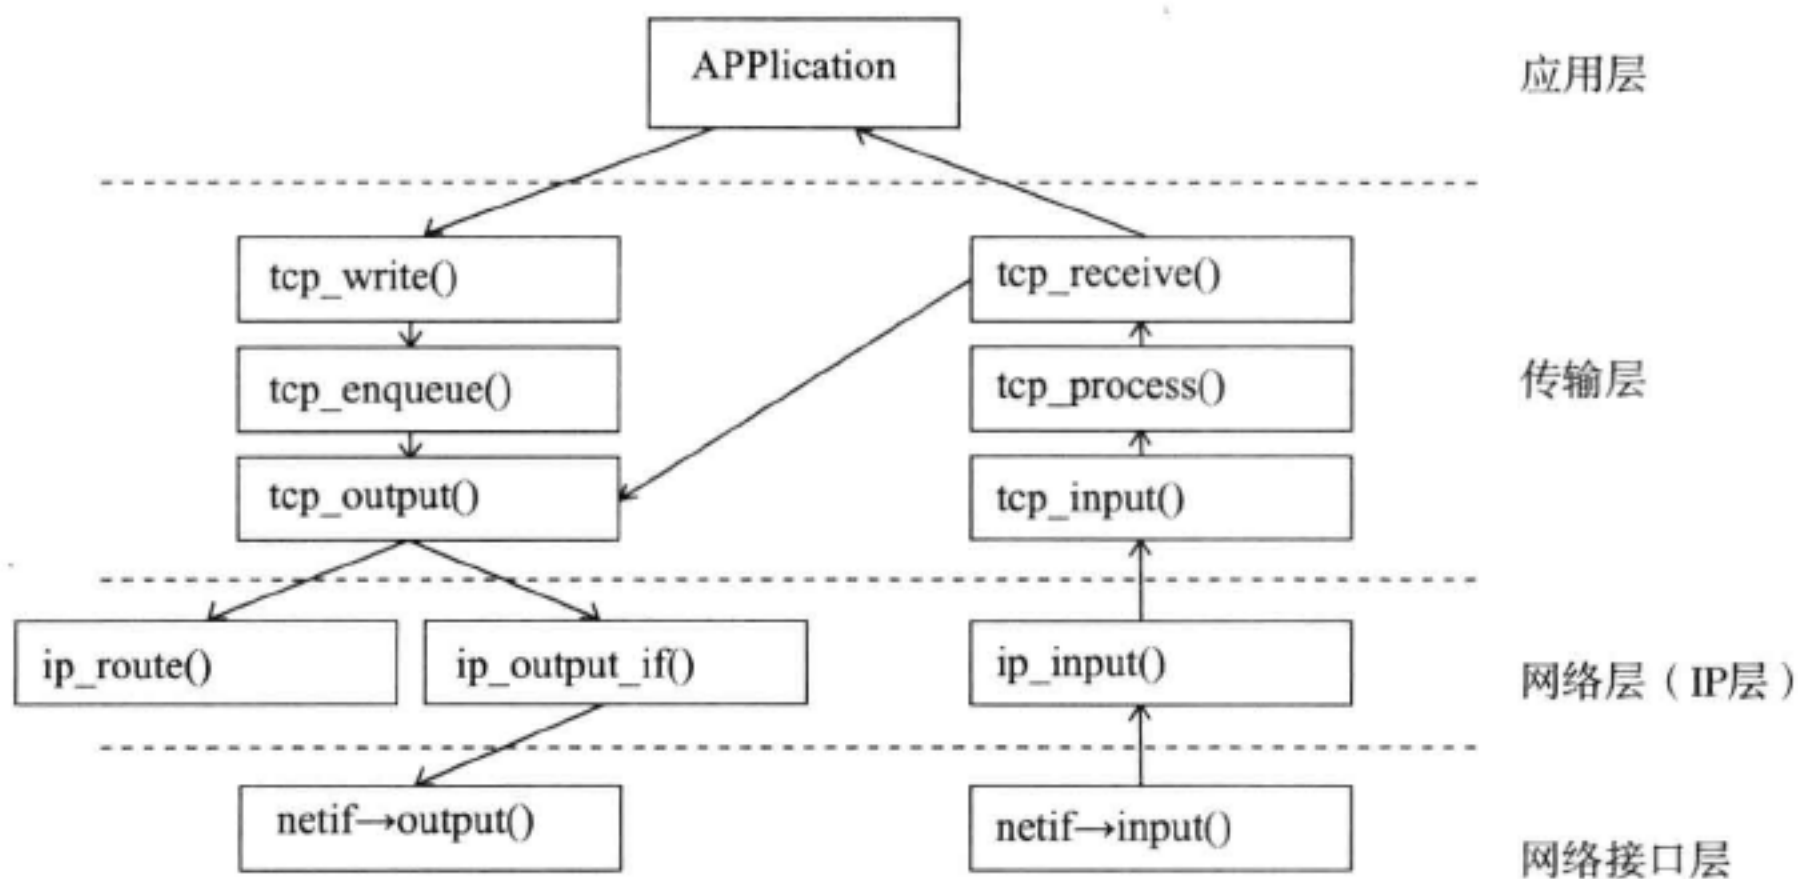 APPlication
应用层
tcp_write()
tcp_receive()
tcp_enqueue()
tcp_process()
传输层
tcp_output()
tcp_input()
ip_route()
ip_output_if()
ip_input()
网络层（IP层）
netif→output()
netif→input()
网络接口层